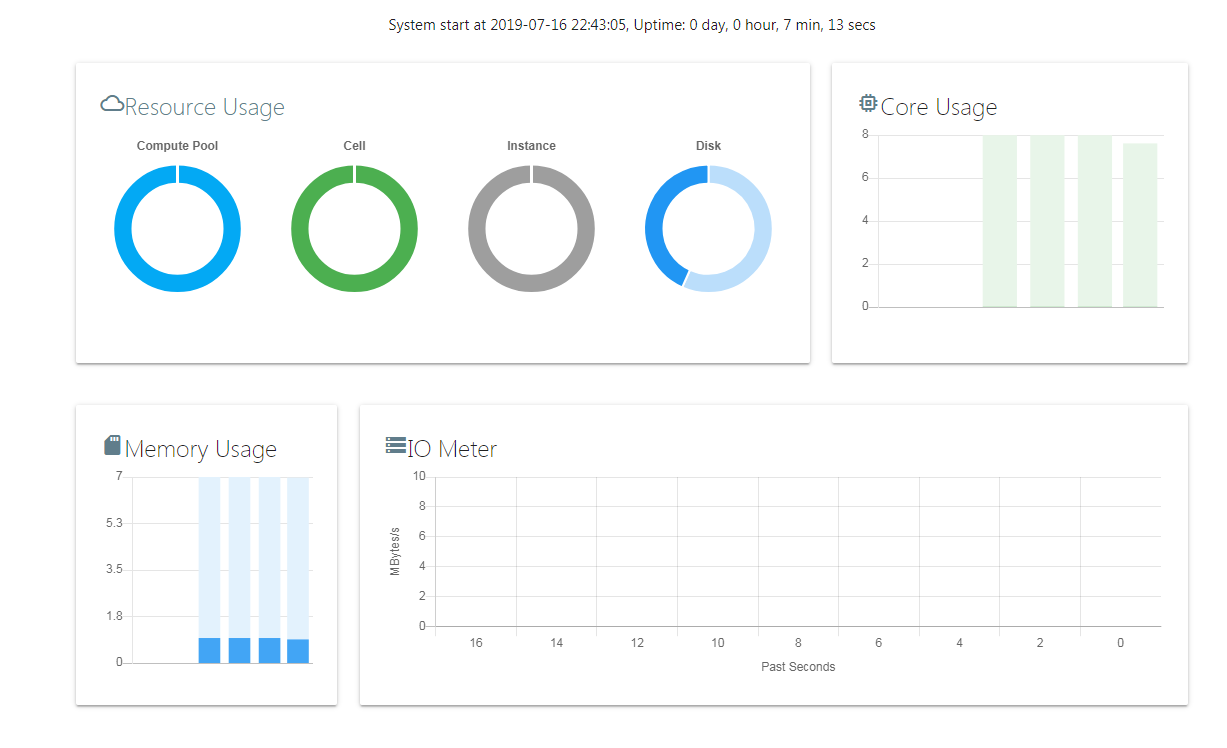 System start at 2019-07-16 22:43:05, Uptime: 0 day, 0 hour, 7 min, 13 secs
Resource Usage
Compute Pool Cell Instance Disk
Core Usage
8
6
4
2
0
Memory Usage
7
5.3
3.5
1.8
0
IO Meter
MBytes/s
10
8
6
4
2
0
16 14 12 10 8 6 4 2 0
Past Seconds